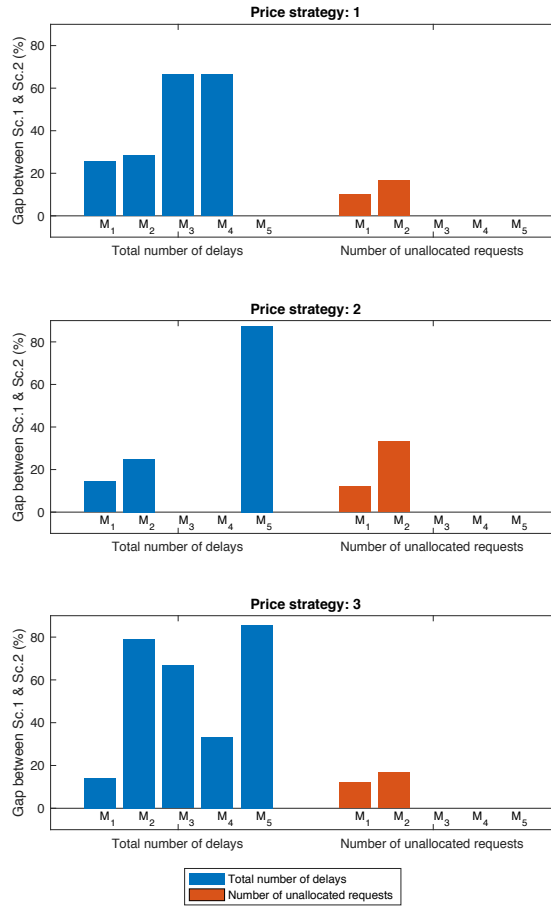 Price strategy: 1
Gap between Sc.1 & Sc.2 (%)
80
60
40
20
0
M1 M2 M3 M4 M5 M1 M2 M3 M4 M5
Total number of delays Number of unallocated requests
Price strategy: 2
Gap between Sc.1 & Sc.2 (%)
80
60
40
20
0
M1 M2 M3 M4 M5 M1 M2 M3 M4 M5
Total number of delays Number of unallocated requests
Price strategy: 3
Gap between Sc.1 & Sc.2 (%)
80
60
40
20
0
M1 M2 M3 M4 M5 M1 M2 M3 M4 M5
Total number of delays Number of unallocated requests
Total number of delays
Number of unallocated requests